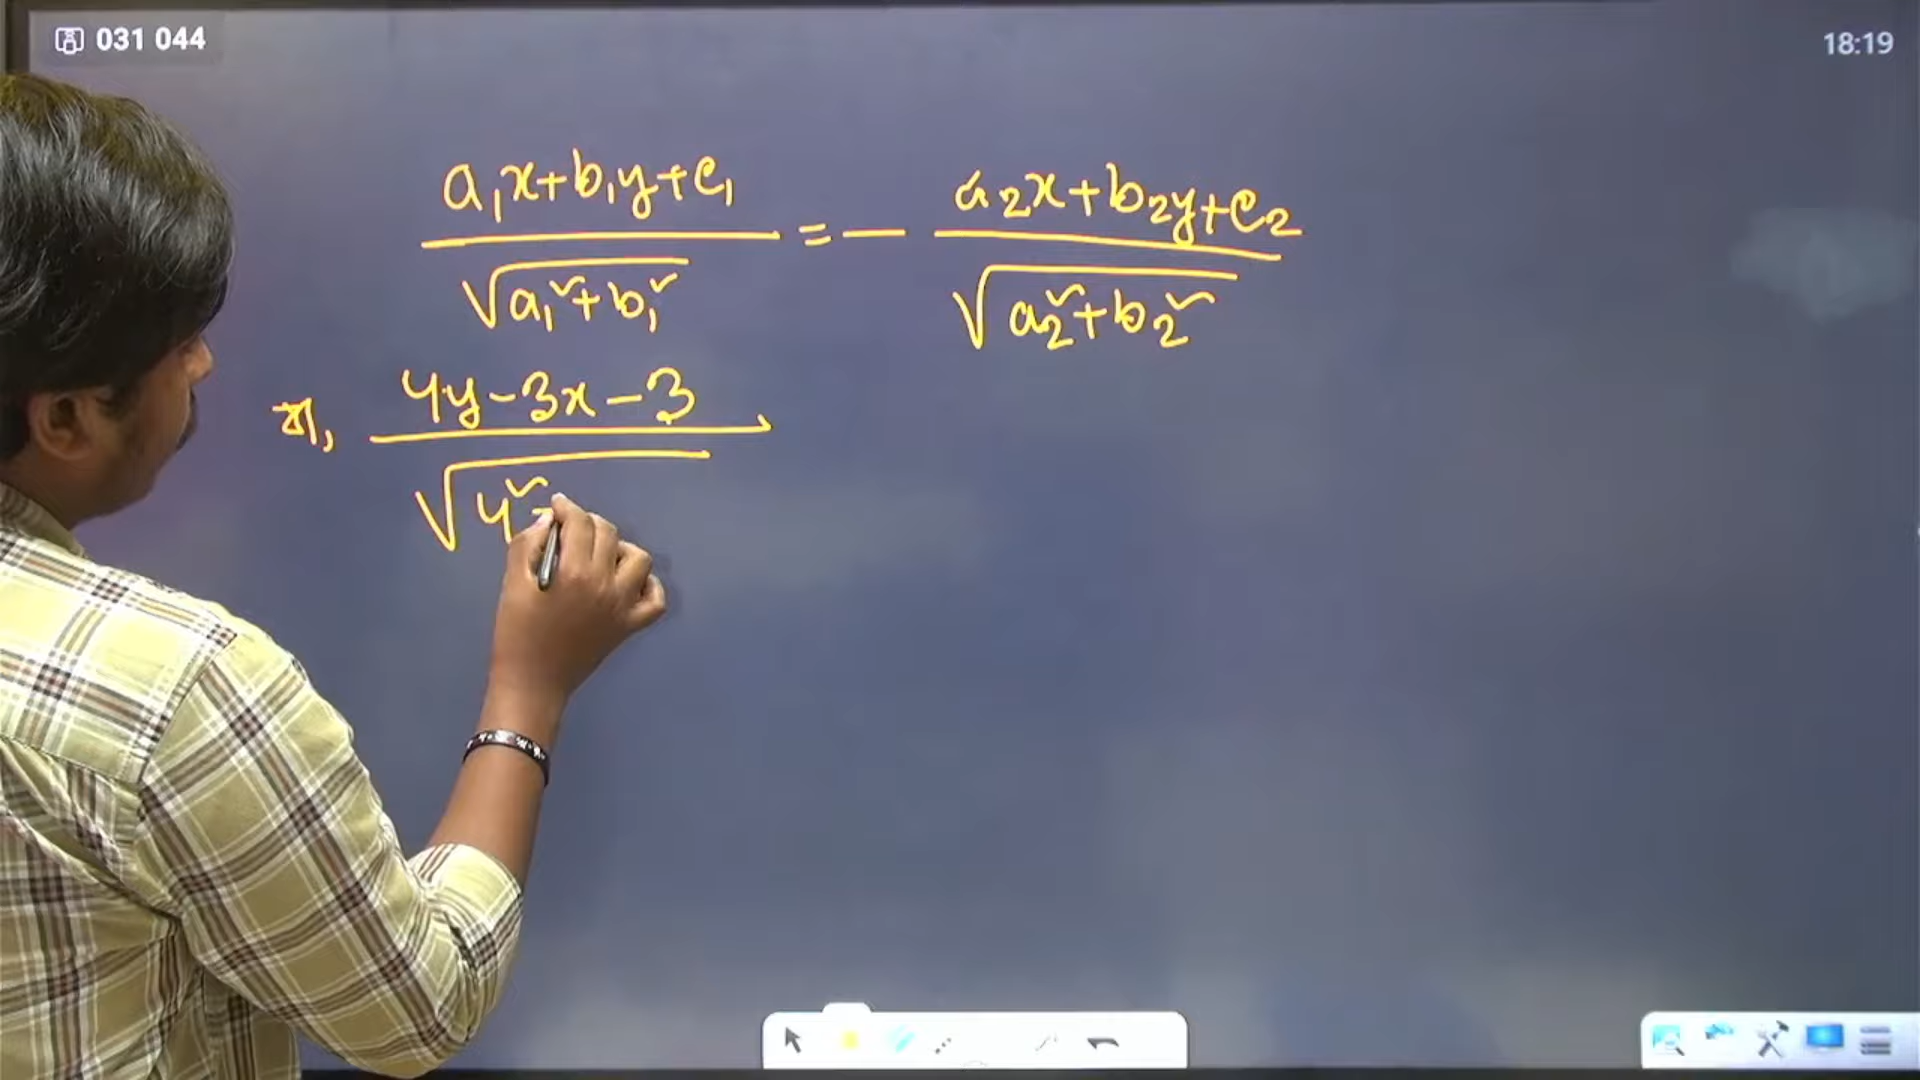 031 044
18:19
a₁x+b₁y+c₁ / √a₁²+b₁² = - a₂x+b₂y+c₂ / √a₂²+b₂²
বা, 4y-3x-3 / √4²+